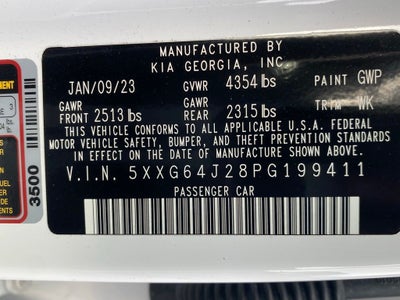 MANUFACTURED BY
KIA GEORGIA, INC.
JAN/09/23 GVWR 4354 lbs PAINT GWP
GAWR GAWR
FRONT 2513 lbs REAR 2315 lbs TRIM WK
THIS VEHICLE CONFORMS TO ALL APPLICABLE U.S.A. FEDERAL
MOTOR VEHICLE SAFETY, BUMPER, AND THEFT PREVENTION STANDARDS
IN EFFECT ON THE DATE OF MANUFACTURE SHOWN ABOVE.
V.I.N. 5XXG64J28PG199411
PASSENGER CAR
3500